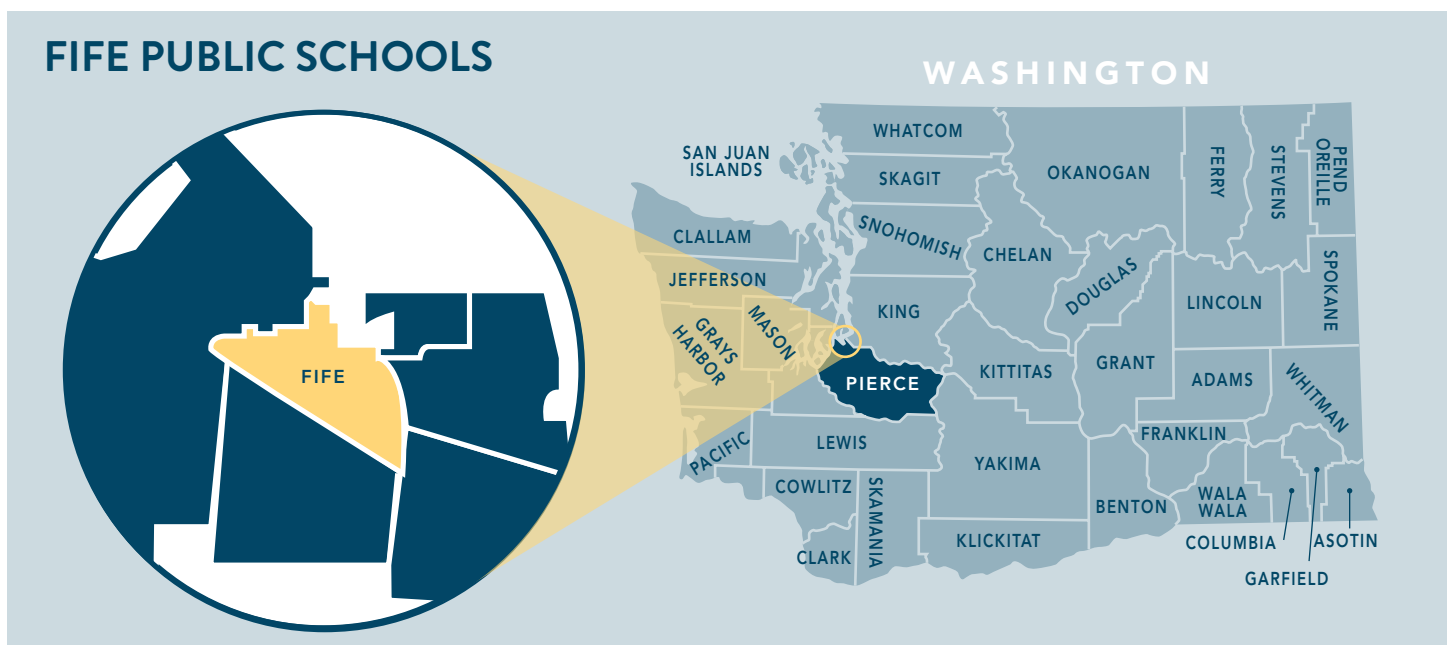 FIFE PUBLIC SCHOOLS
WASHINGTON
FIFE
WHATCOM
SAN JUAN
ISLANDS
SKAGIT
OKANOGAN
FERRY
STEVENS
PEND
OREILLE
CLALLAM
SNOHOMISH
CHELAN
DOUGLAS
SPOKANE
JEFFERSON
KING
LINCOLN
GRAYS
HARBOR
MASON
PIERCE
KITTITAS
GRANT
ADAMS
WHITMAN
PACIFIC
LEWIS
YAKIMA
FRANKLIN
COWLITZ
SKAMANIA
BENTON
WALA
WALA
CLARK
KLICKITAT
COLUMBIA
ASOTIN
GARFIELD